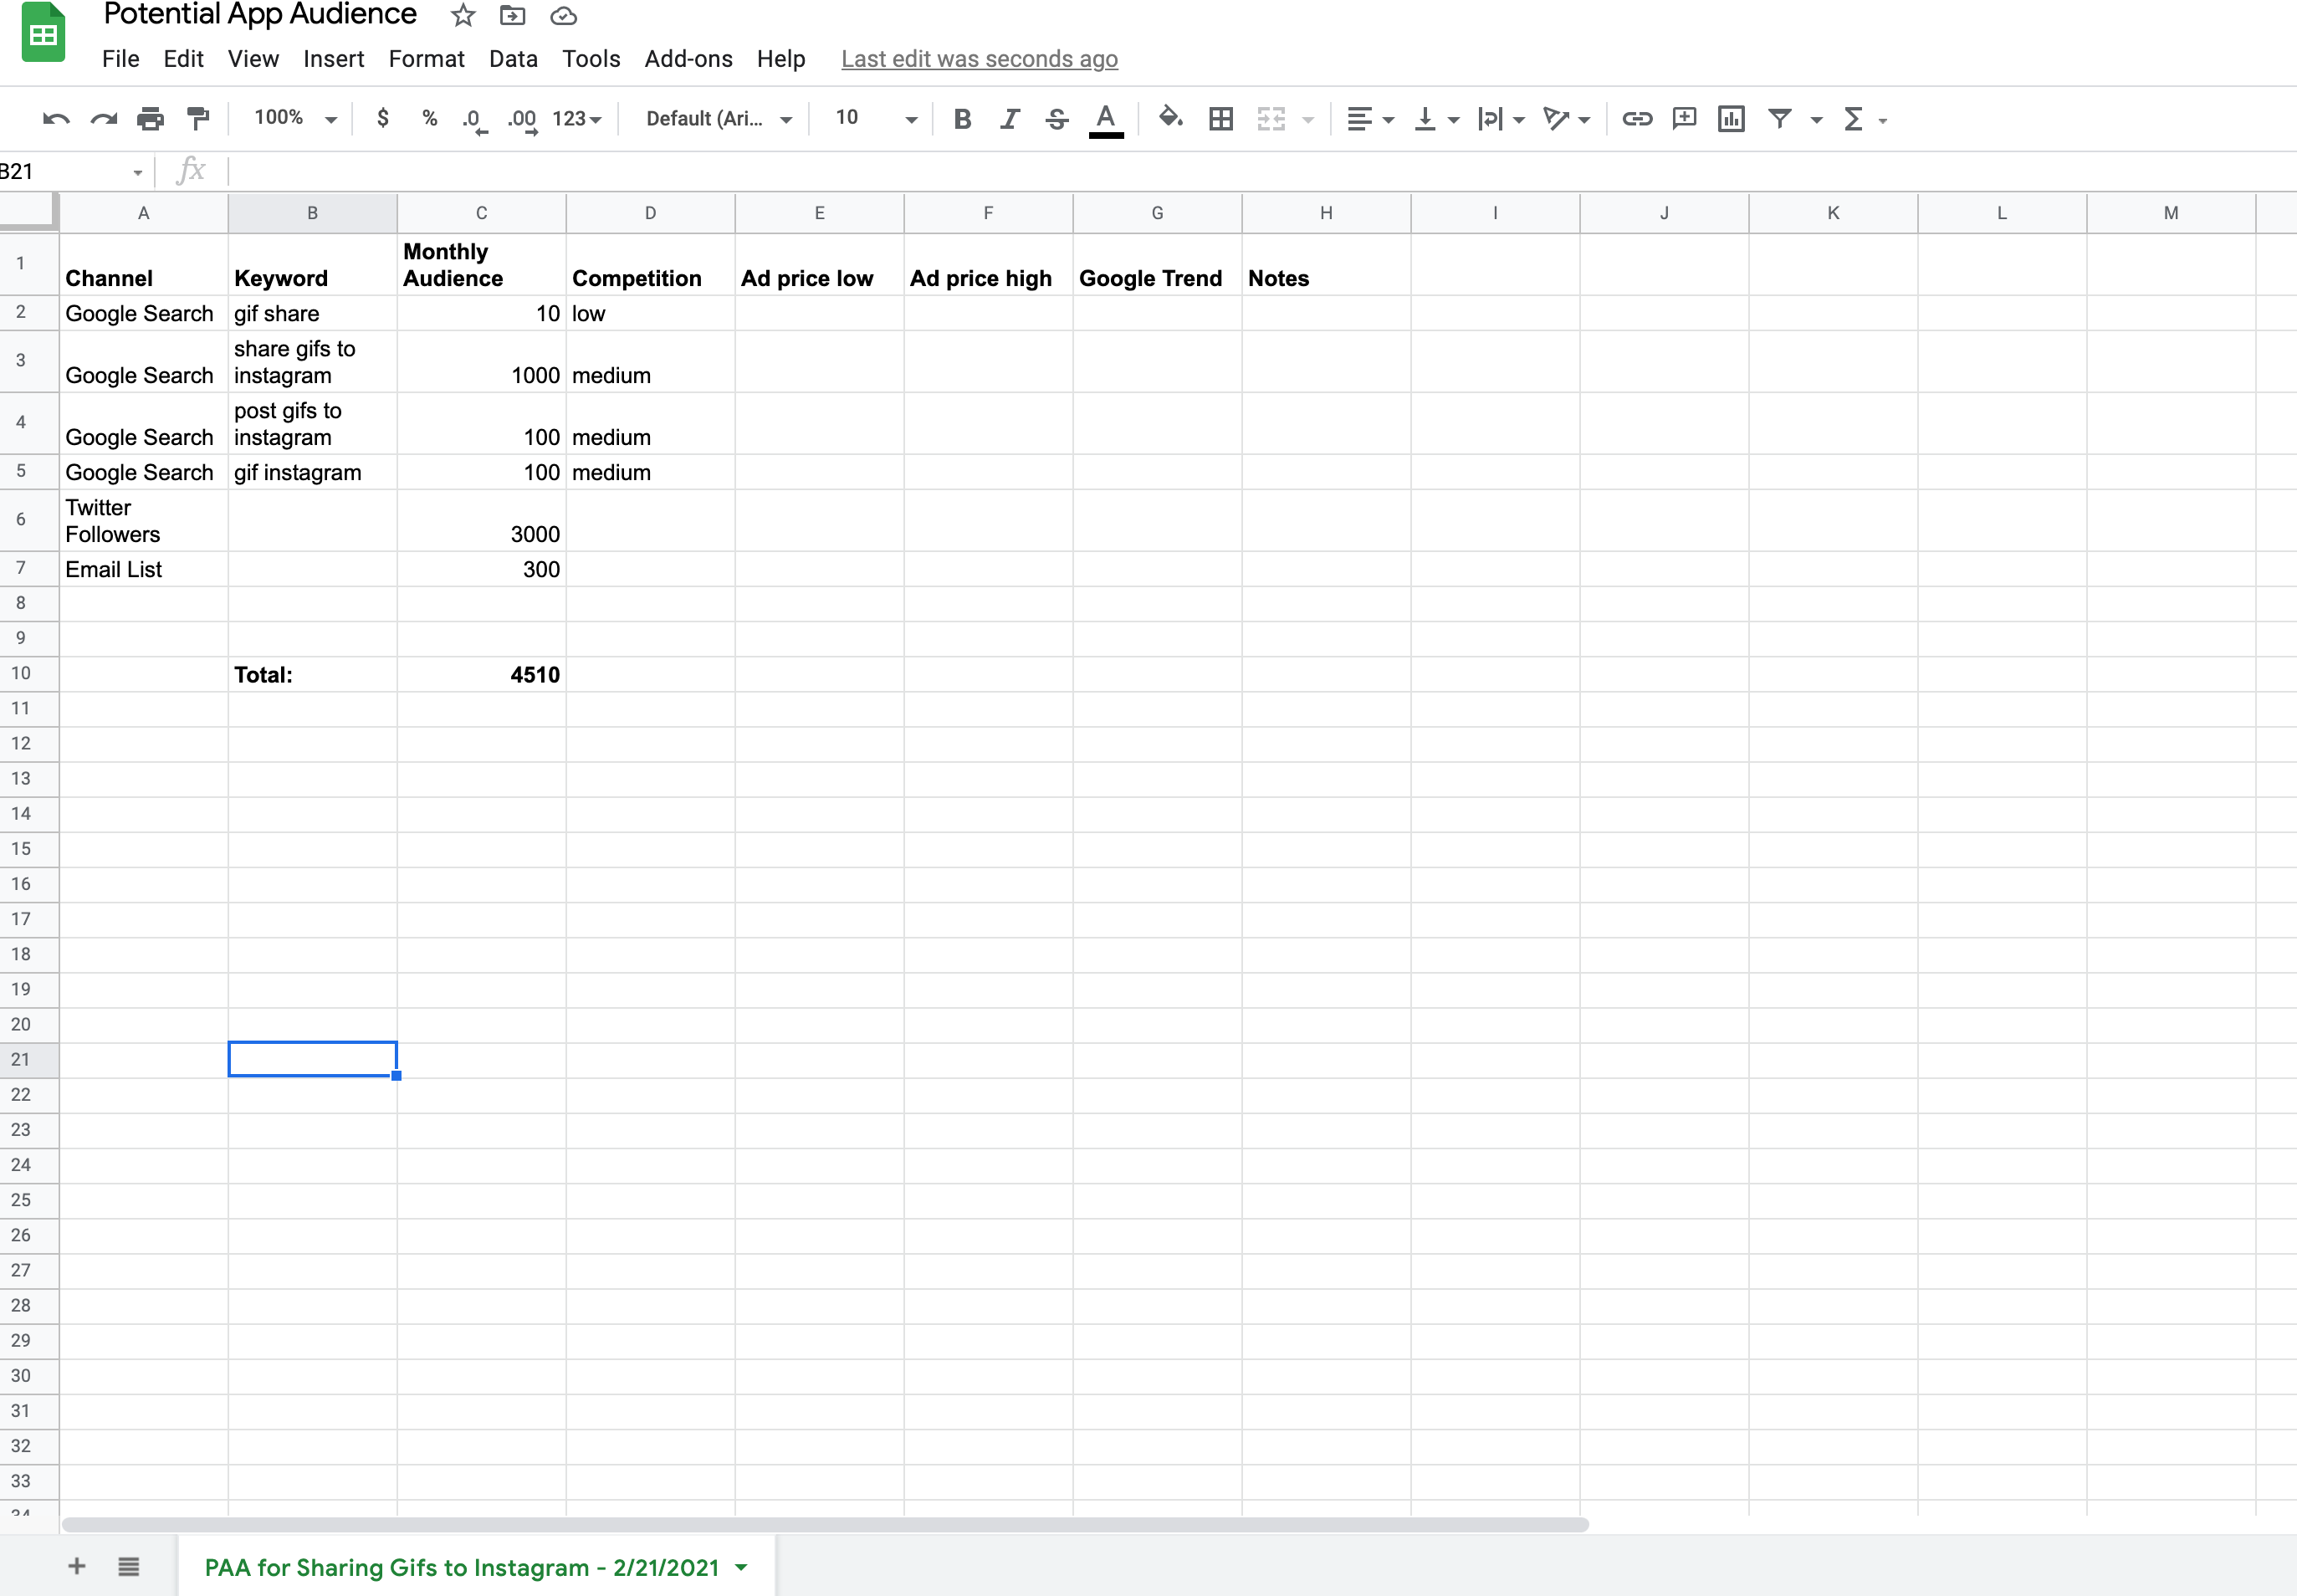 Potential App Audience
File Edit View Insert Format Data Tools Add-ons Help Last edit was seconds ago
100% $ % .0 .00 123 Default (Ari... 10 B I S A
B21 fx
A B C D E F G H I J K L M
1 Channel Keyword Monthly Audience Competition Ad price low Ad price high Google Trend Notes
2 Google Search gif share 10 low
3 Google Search share gifs to instagram 1000 medium
4 Google Search post gifs to instagram 100 medium
5 Google Search gif instagram 100 medium
6 Twitter Followers 3000
7 Email List 300
8
9
10 Total: 4510
11
12
13
14
15
16
17
18
19
20
21
22
23
24
25
26
27
28
29
30
31
32
33
34
PAA for Sharing Gifs to Instagram - 2/21/2021